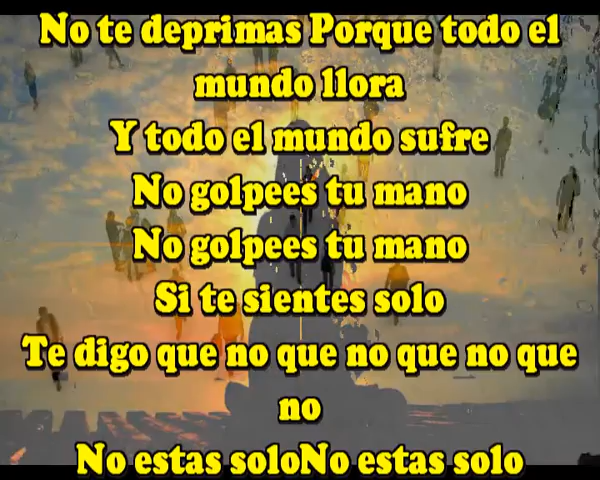 No te deprimas Porque todo el
mundo llora
Y todo el mundo sufre
No golpees tu mano
No golpees tu mano
Si te sientes solo
Te digo que no que no que no que
no
No estas soloNo estas solo